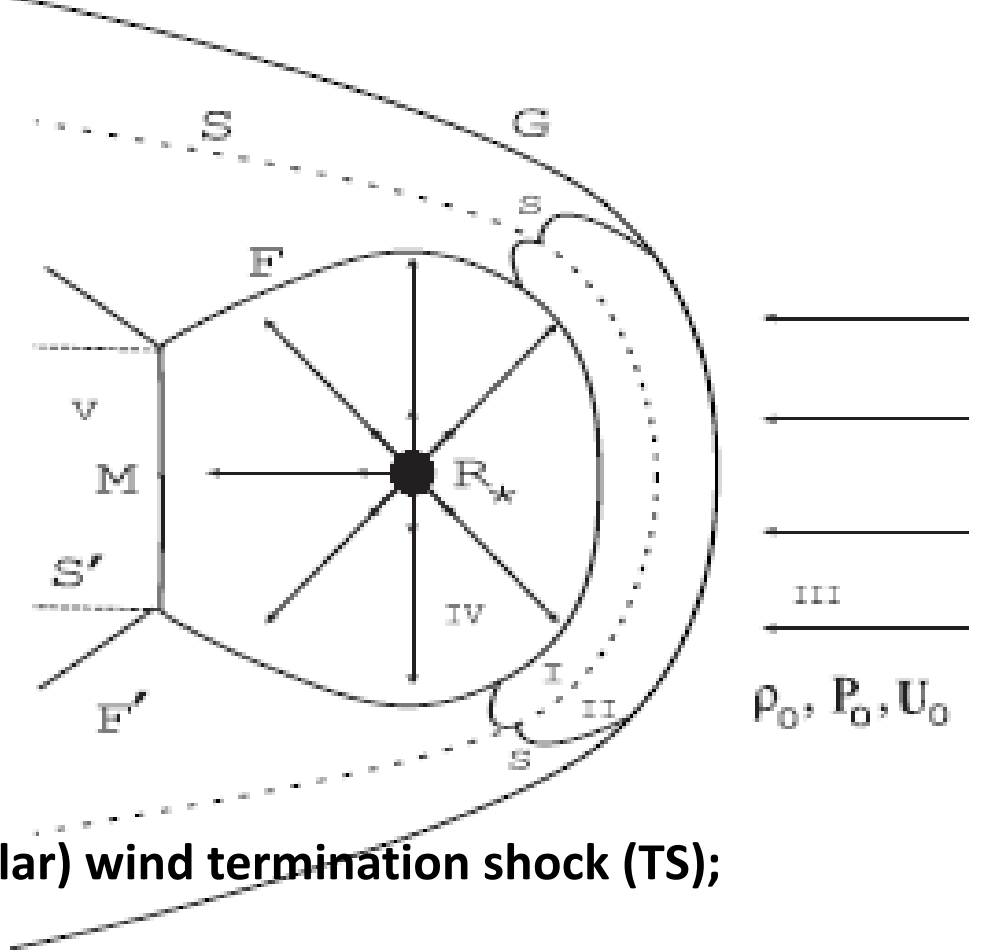 S
G
S
F
V
M
R*
S'
IV
III
I
F'
II
ρ₀, P₀, U₀
S
lar) wind termination shock (TS);